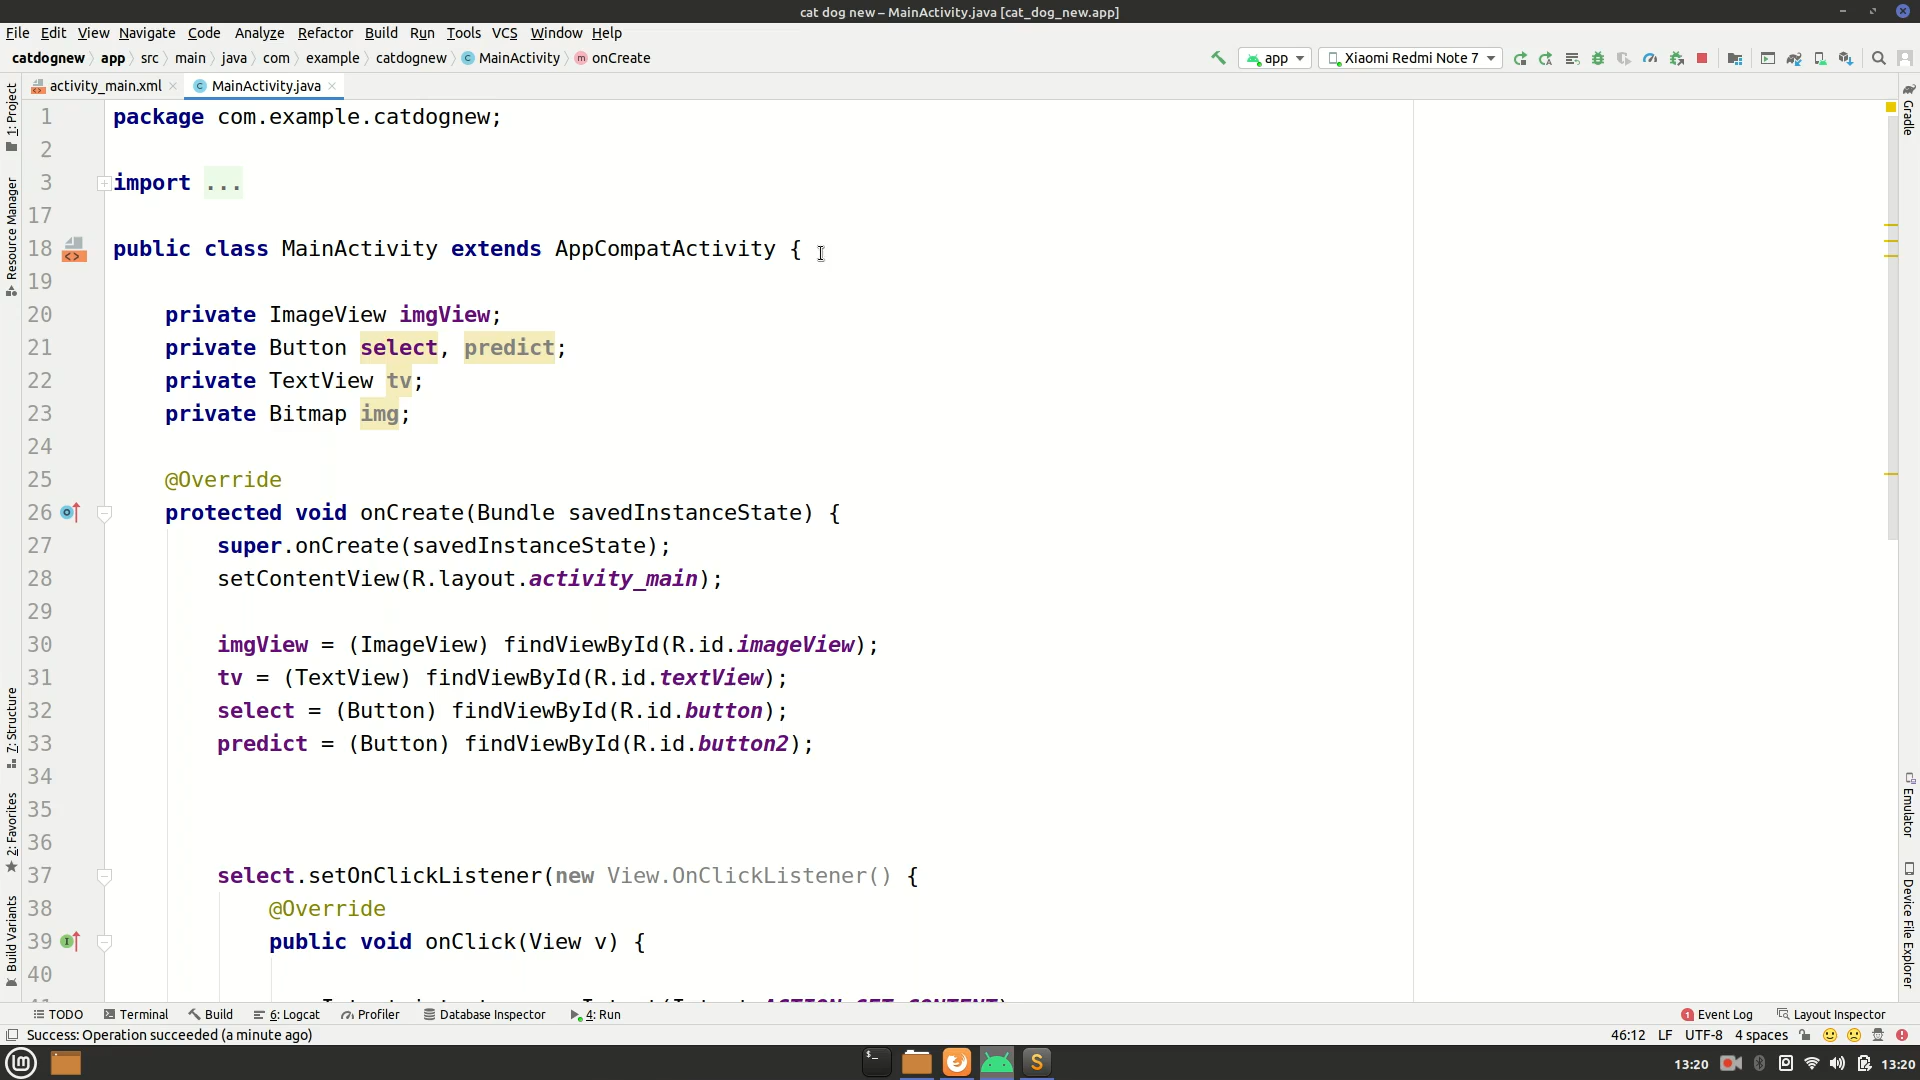 cat dog new – MainActivity.java [cat_dog_new.app]
File Edit View Navigate Code Analyze Refactor Build Run Tools VCS Window Help
catdognew app src main java com example catdognew MainActivity onCreate
app Xiaomi Redmi Note 7
activity_main.xml MainActivity.java
1 package com.example.catdognew;
2
3 import ...
17
18 public class MainActivity extends AppCompatActivity {
19
20 private ImageView imgView;
21 private Button select, predict;
22 private TextView tv;
23 private Bitmap img;
24
25 @Override
26 protected void onCreate(Bundle savedInstanceState) {
27 super.onCreate(savedInstanceState);
28 setContentView(R.layout.activity_main);
29
30 imgView = (ImageView) findViewById(R.id.imageView);
31 tv = (TextView) findViewById(R.id.textView);
32 select = (Button) findViewById(R.id.button);
33 predict = (Button) findViewById(R.id.button2);
34
35
36
37 select.setOnClickListener(new View.OnClickListener() {
38 @Override
39 public void onClick(View v) {
40
1: Project
Resource Manager
7: Structure
2: Favorites
Build Variants
Gradle
Emulator
Device File Explorer
TODO Terminal Build 6: Logcat Profiler Database Inspector 4: Run 1 Event Log Layout Inspector
Success: Operation succeeded (a minute ago) 46:12 LF UTF-8 4 spaces
13:20 13:20